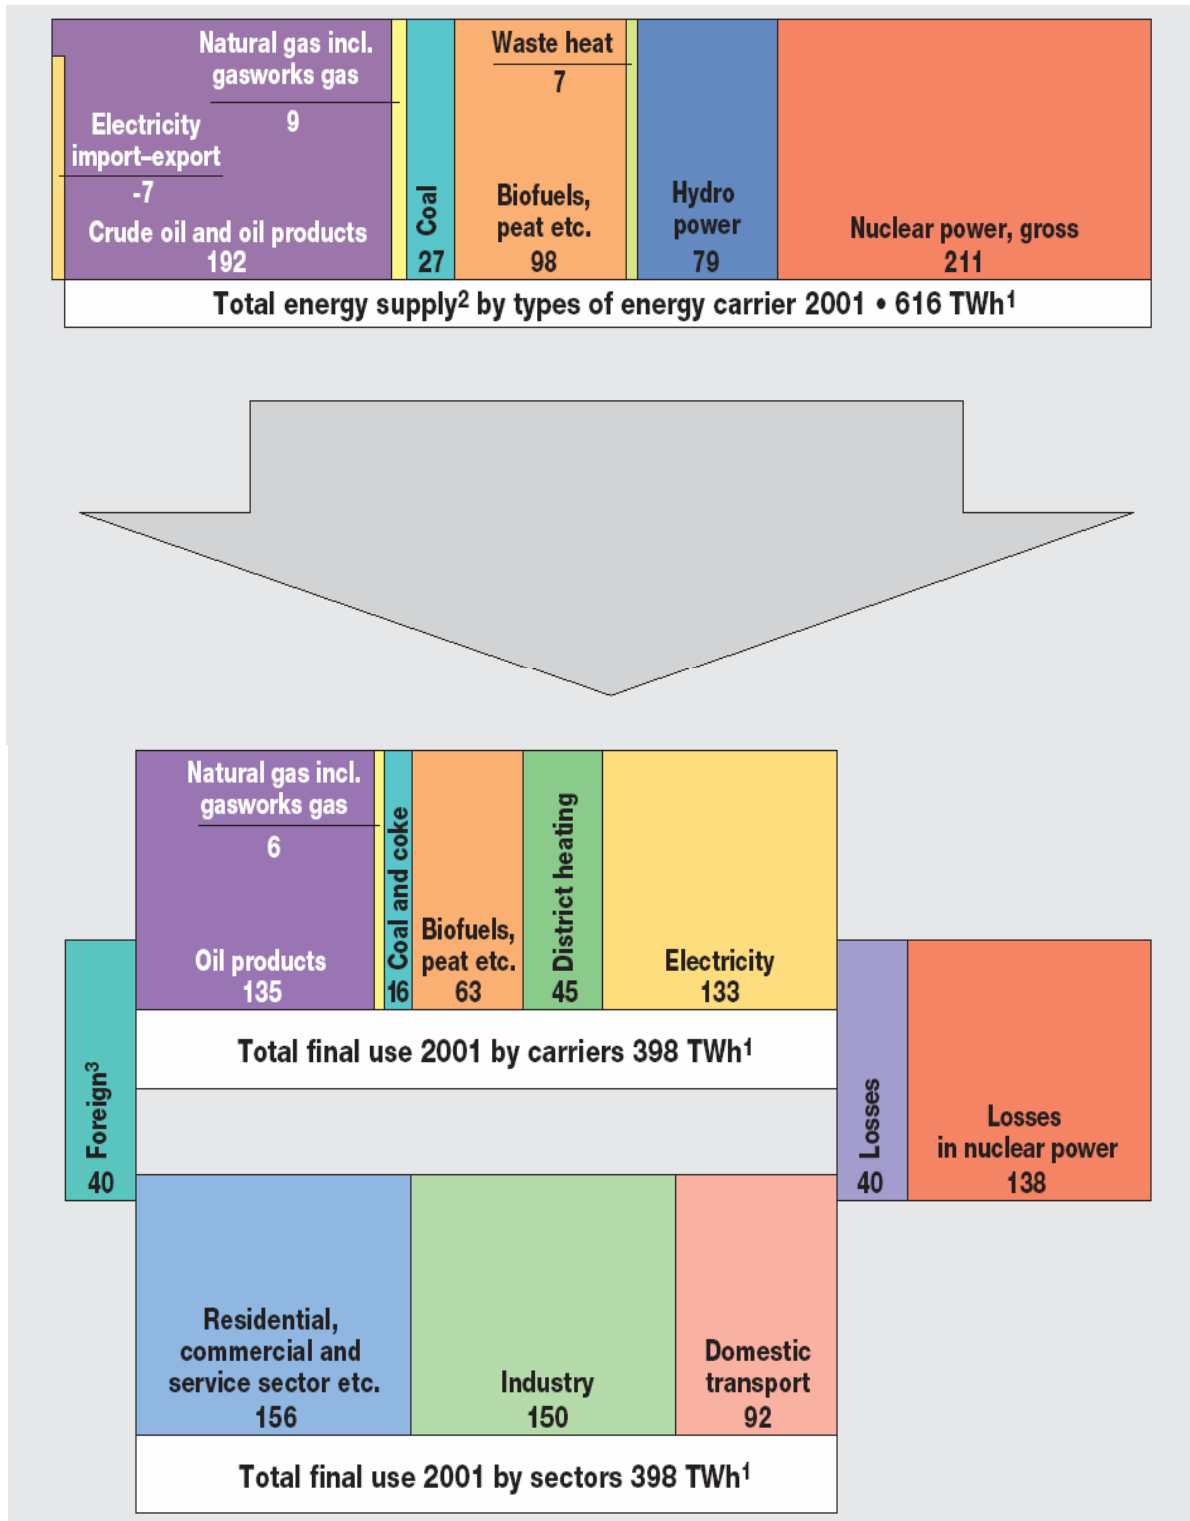 Natural gas incl.
gasworks gas
9
Electricity
import–export
-7
Crude oil and oil products
192
Coal
27
Waste heat
7
Biofuels,
peat etc.
98
Hydro
power
79
Nuclear power, gross
211
Total energy supply² by types of energy carrier 2001 • 616 TWh¹
Natural gas incl.
gasworks gas
6
Oil products
135
Coal and coke
16
Biofuels,
peat etc.
63
District heating
45
Electricity
133
Total final use 2001 by carriers 398 TWh¹
Foreign³
40
Losses
40
Losses
in nuclear power
138
Residential,
commercial and
service sector etc.
156
Industry
150
Domestic
transport
92
Total final use 2001 by sectors 398 TWh¹